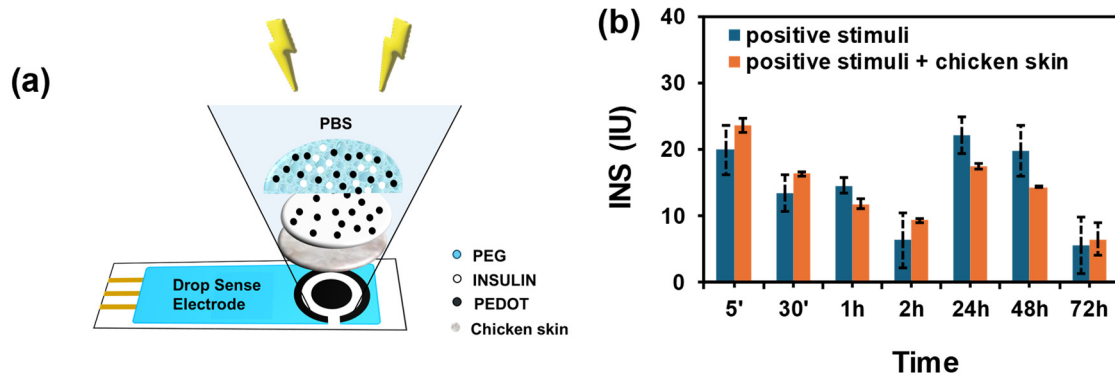 (a)
PBS
Drop Sense
Electrode
PEG
INSULIN
PEDOT
Chicken skin
(b)
positive stimuli
positive stimuli + chicken skin
INS (IU)
40
30
20
10
0
5' 30' 1h 2h 24h 48h 72h
Time